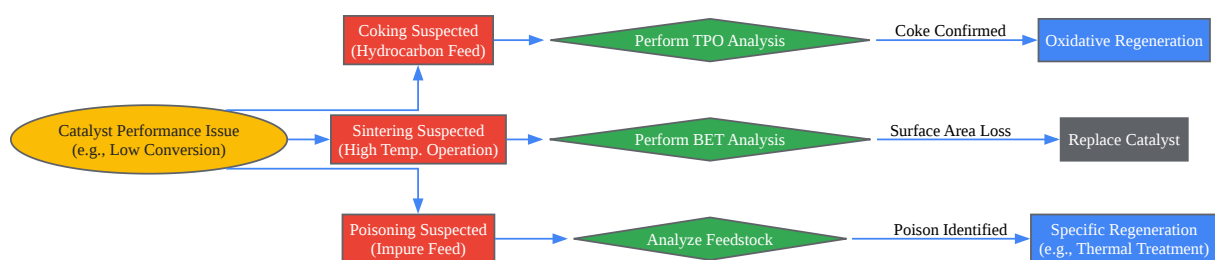 Coking Suspected
(Hydrocarbon Feed)
Perform TPO Analysis
Coke Confirmed
Oxidative Regeneration
Catalyst Performance Issue
(e.g., Low Conversion)
Sintering Suspected
(High Temp. Operation)
Perform BET Analysis
Surface Area Loss
Replace Catalyst
Poisoning Suspected
(Impure Feed)
Analyze Feedstock
Poison Identified
Specific Regeneration
(e.g., Thermal Treatment)